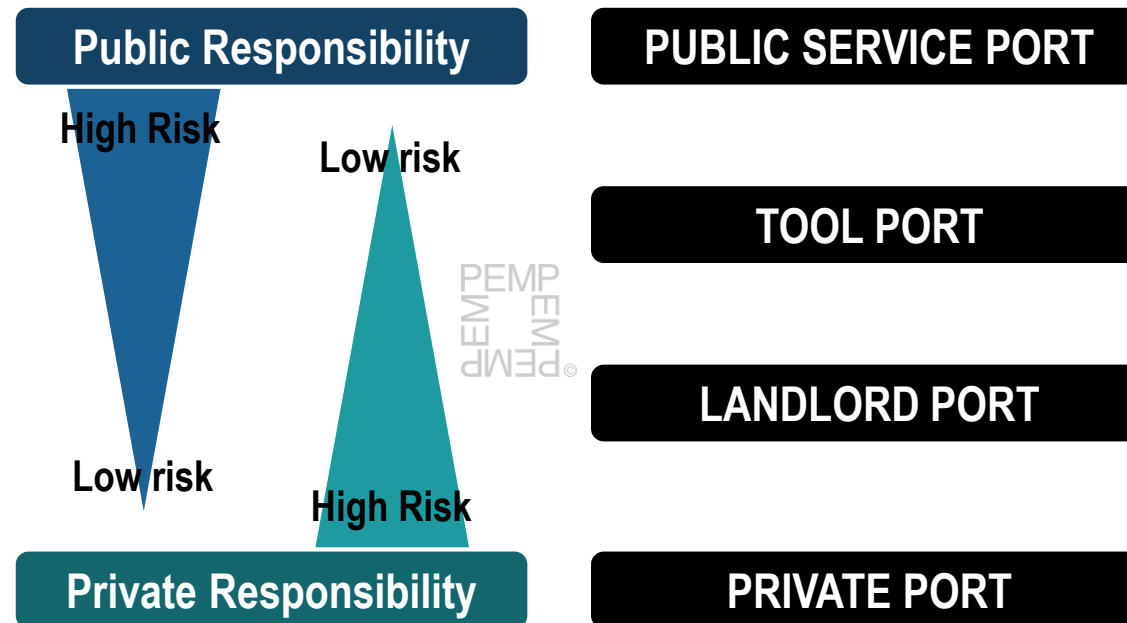 Public Responsibility
PUBLIC SERVICE PORT
High Risk
Low risk
TOOL PORT
PEMP
PEMP
PEMP
PEMP©
LANDLORD PORT
Low risk
High Risk
Private Responsibility
PRIVATE PORT